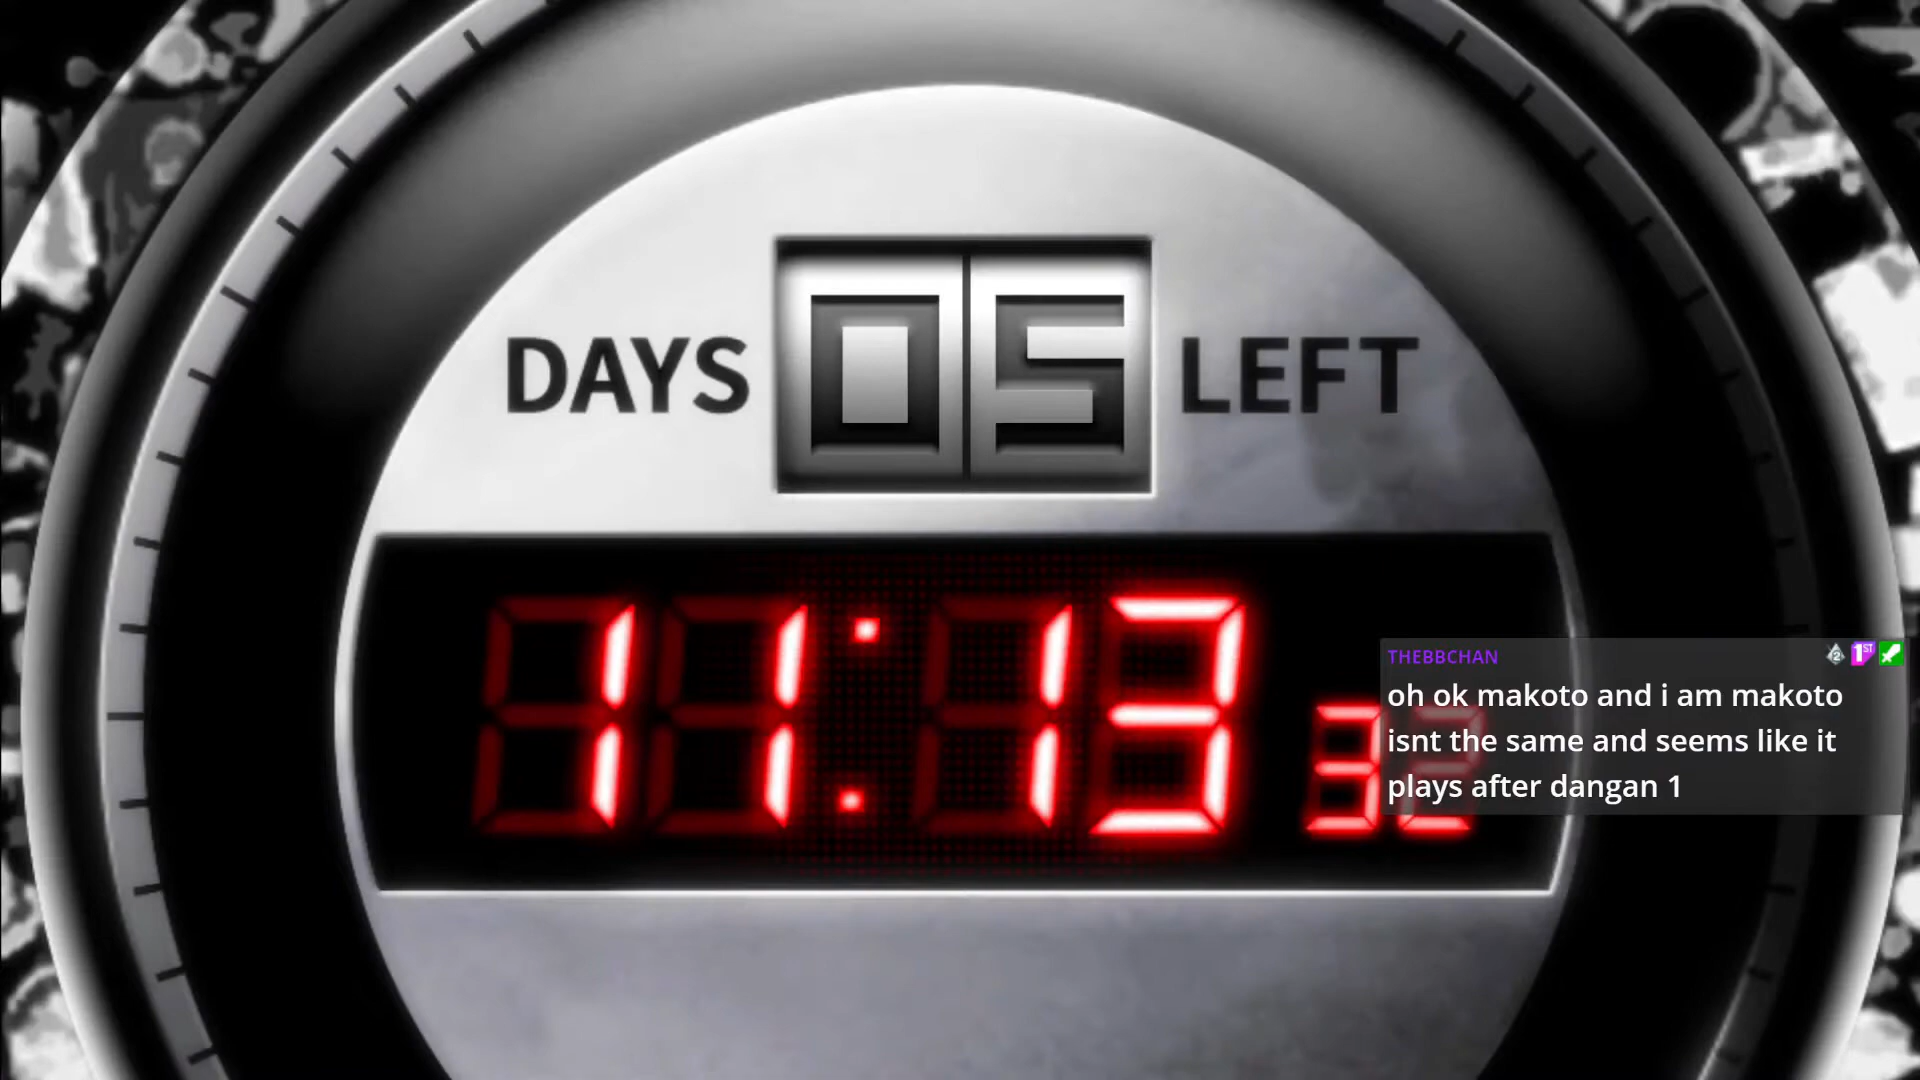 DAYS 05 LEFT
11:13 32
THEBBCHAN
oh ok makoto and i am makoto
isnt the same and seems like it
plays after dangan 1